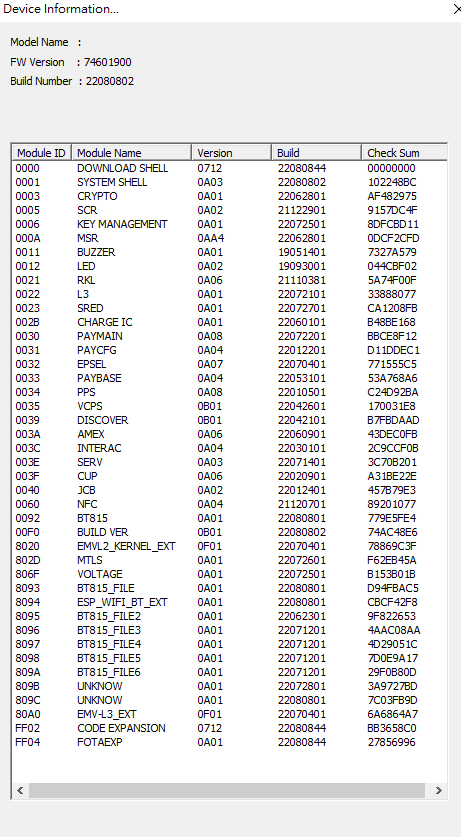 Device Information...
Model Name :
FW Version : 74601900
Build Number : 22080802
Module ID Module Name Version Build Check Sum
0000 DOWNLOAD SHELL 0712 22080844 00000000
0001 SYSTEM SHELL 0A03 22080802 102248BC
0003 CRYPTO 0A01 22062801 AF482975
0005 SCR 0A02 21122901 9157DC4F
0006 KEY MANAGEMENT 0A01 22072501 8DFCBD11
000A MSR 0AA4 22062801 0DCF2CFD
0011 BUZZER 0A01 19051401 7327A579
0012 LED 0A02 19093001 044CBF02
0021 RKL 0A06 21110381 5A74F00F
0022 L3 0A01 22072101 33888077
0023 SRED 0A01 22072701 CA1208FB
002B CHARGE IC 0A01 22060101 B48BE168
0030 PAYMAIN 0A08 22072201 BBCE8F12
0031 PAYCFG 0A04 22012201 D11DDEC1
0032 EPSEL 0A07 22070401 771555C5
0033 PAYBASE 0A04 22053101 53A768A6
0034 PPS 0A08 22010501 C24D92BA
0035 VCPS 0B01 22042601 170031E8
0039 DISCOVER 0B01 22042101 B7FBDAAD
003A AMEX 0A06 22060901 43DEC0FB
003C INTERAC 0A04 22030101 2C9CCF0B
003E SERV 0A03 22071401 3C70B201
003F CUP 0A06 22020901 A31BE22E
0040 JCB 0A02 22012401 457B79E3
0060 NFC 0A04 21120701 89201077
0092 BT815 0A01 22080801 779E5FE4
00F0 BUILD VER 0B01 22080802 74AC48E6
8020 EMVL2_KERNEL_EXT 0F01 22070401 78869C3F
802D MTLS 0A01 22072601 F62EB45A
806F VOLTAGE 0A01 22072501 B153B01B
8093 BT815_FILE 0A01 22080801 D94FBAC5
8094 ESP_WIFI_BT_EXT 0A01 22080801 CBCF42F8
8095 BT815_FILE2 0A01 22062301 9F822653
8096 BT815_FILE3 0A01 22071201 4AAC08AA
8097 BT815_FILE4 0A01 22071201 4D29051C
8098 BT815_FILE5 0A01 22071201 7D0E9A17
809A BT815_FILE6 0A01 22071201 29F0B80D
809B UNKNOW 0A01 22072801 3A9727BD
809C UNKNOW 0A01 22080801 7C03FB9D
80A0 EMV-L3_EXT 0F01 22070401 6A6864A7
FF02 CODE EXPANSION 0712 22080844 BB3658C0
FF04 FOTAEXP 0A01 22080844 27856996